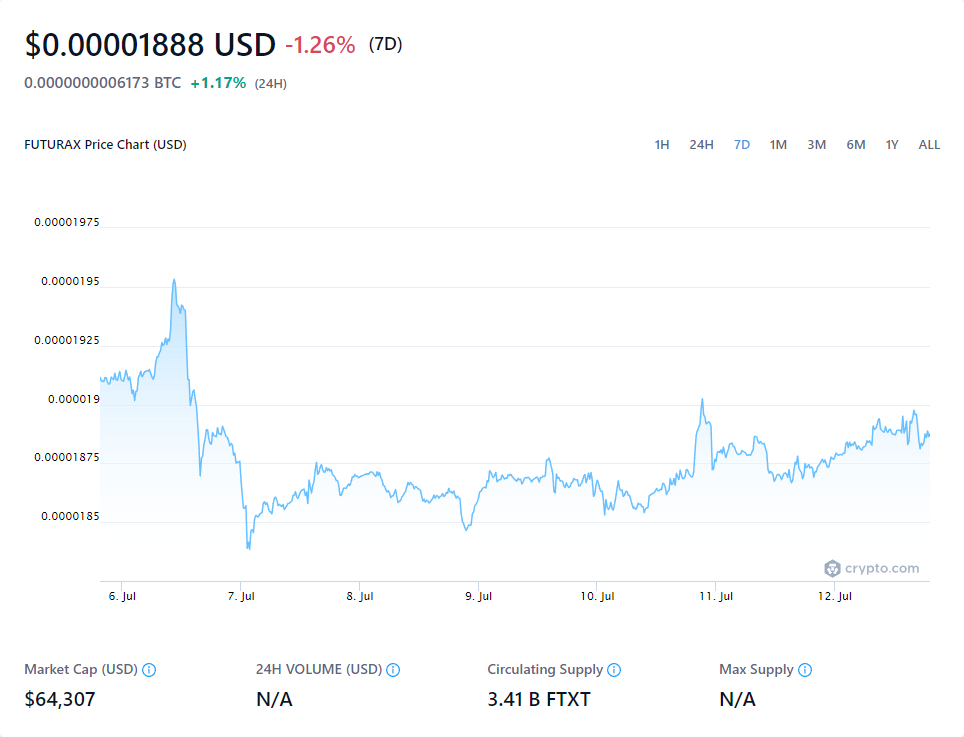 $0.00001888 USD -1.26% (7D)
0.0000000006173 BTC +1.17% (24H)
FUTURAX Price Chart (USD) 1H 24H 7D 1M 3M 6M 1Y ALL
0.00001975
0.0000195
0.00001925
0.000019
0.00001875
0.0000185
crypto.com
6. Jul 7. Jul 8. Jul 9. Jul 10. Jul 11. Jul 12. Jul
Market Cap (USD) 24H VOLUME (USD) Circulating Supply Max Supply
$64,307 N/A 3.41 B FTXT N/A